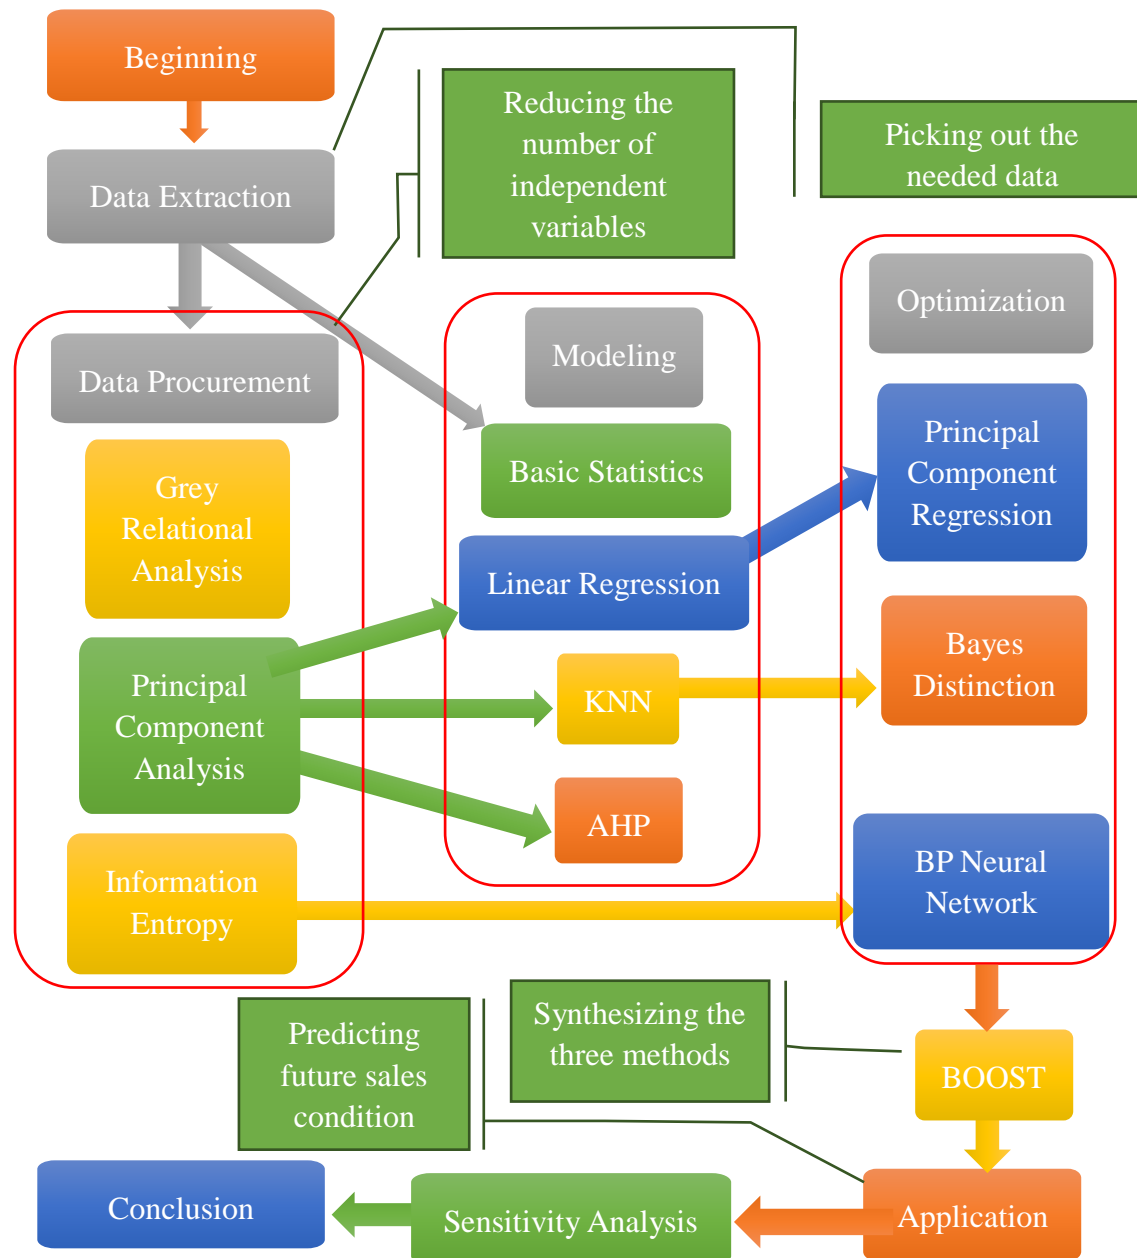 Beginning
Reducing the
number of
independent
variables
Picking out the
needed data
Data Extraction
Optimization
Modeling
Data Procurement
Principal
Component
Regression
Basic Statistics
Grey
Relational
Analysis
Linear Regression
Bayes
Distinction
Principal
Component
Analysis
KNN
AHP
BP Neural
Network
Information
Entropy
Synthesizing the
three methods
Predicting
future sales
condition
BOOST
Conclusion
Sensitivity Analysis
Application